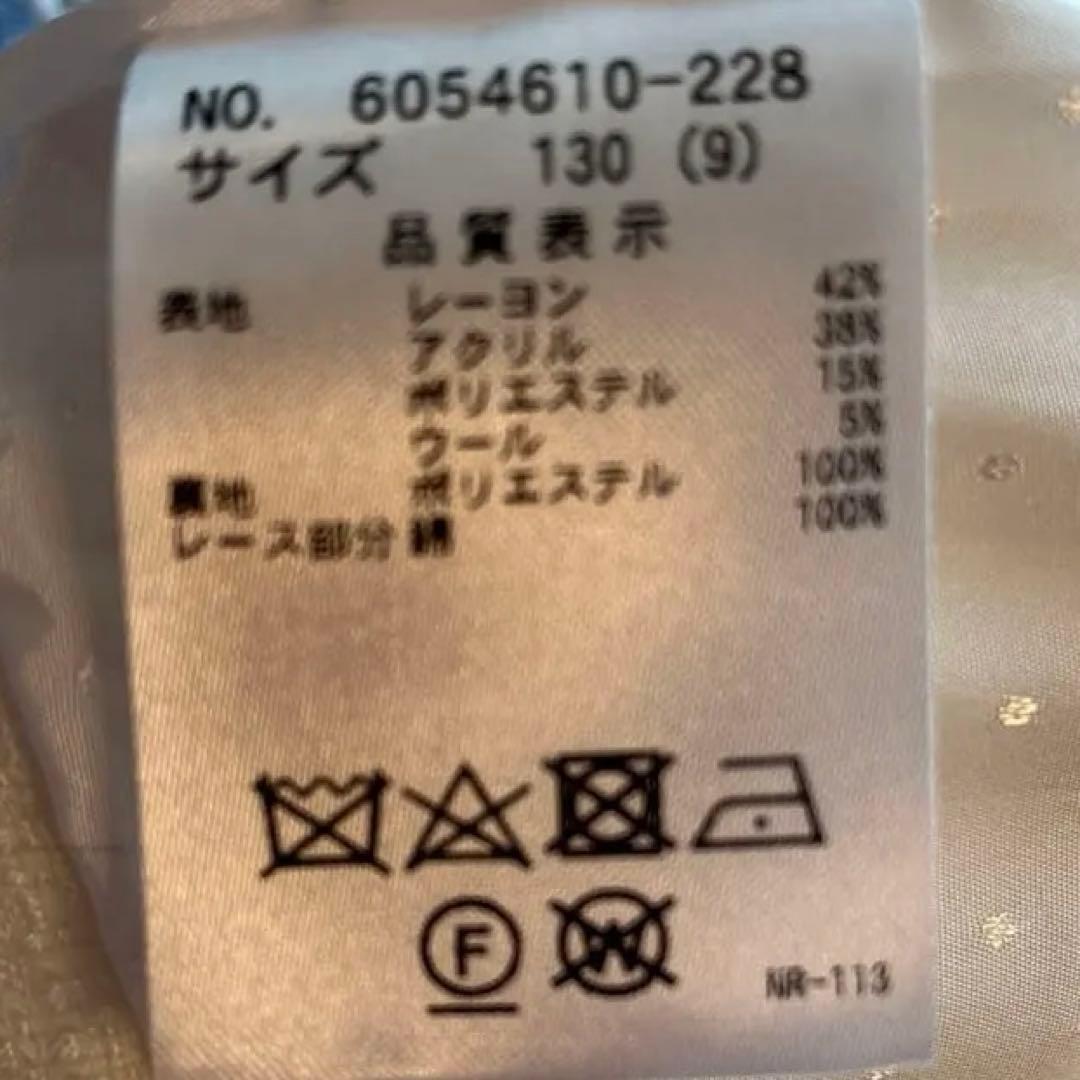 NO. 6054610-228
サイズ 130 (9)
品質表示
表地 レーヨン 42%
アクリル 38%
ポリエステル 15%
ウール 5%
裏地 ポリエステル 100%
レース部分 綿 100%
F W
NR-113